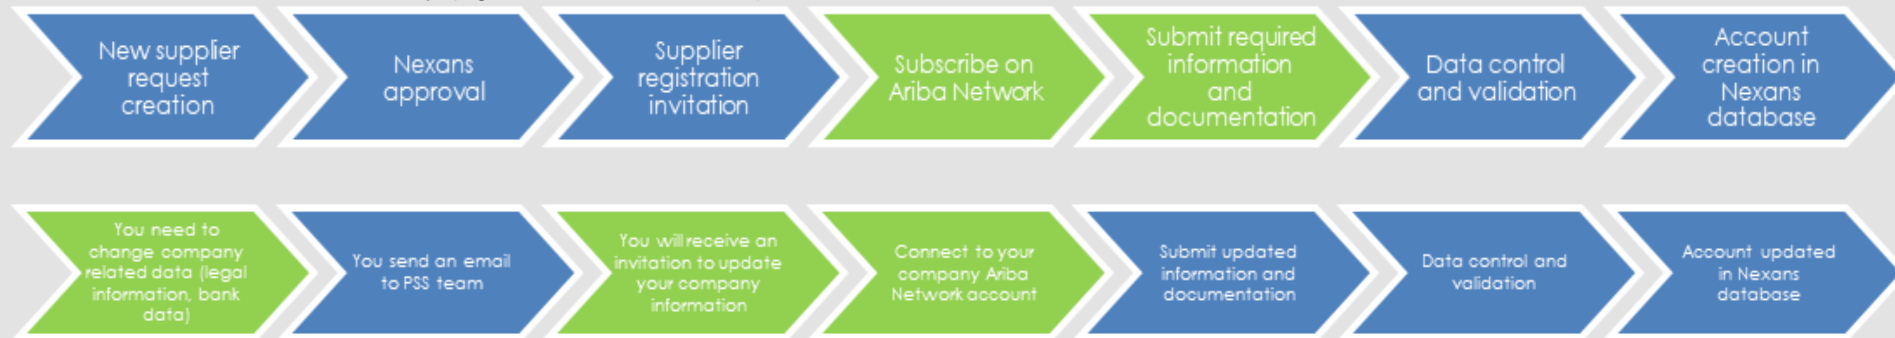 New supplier
request
creation
Nexans
approval
Supplier
registration
invitation
Subscribe on
Ariba Network
Submit required
information
and
documentation
Data control
and validation
Account
creation in
Nexans
database
You need to
change company
related data (legal
information, bank
data)
You send an email
to PSS team
You will receive an
invitation to update
your company
information
Connect to your
company Ariba
Network account
Submit updated
information and
documentation
Data control and
validation
Account updated
in Nexans
database